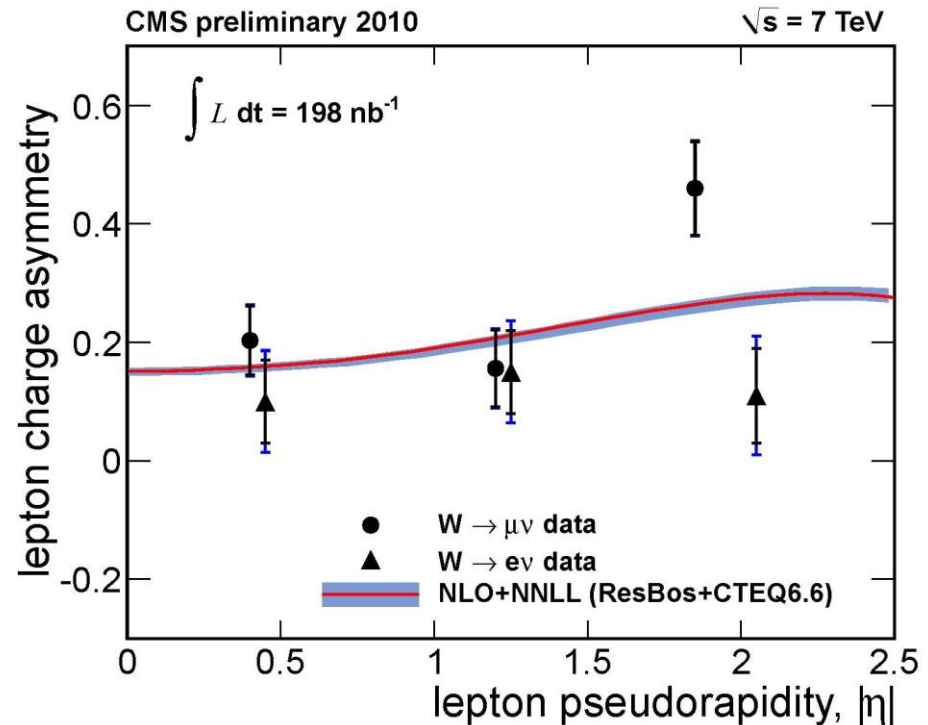 CMS preliminary 2010 √s = 7 TeV
∫ L dt = 198 nb⁻¹
lepton charge asymmetry
0.6
0.4
0.2
0
-0.2
W → μν data
W → eν data
NLO+NNLL (ResBos+CTEQ6.6)
0 0.5 1 1.5 2 2.5
lepton pseudorapidity, |η|